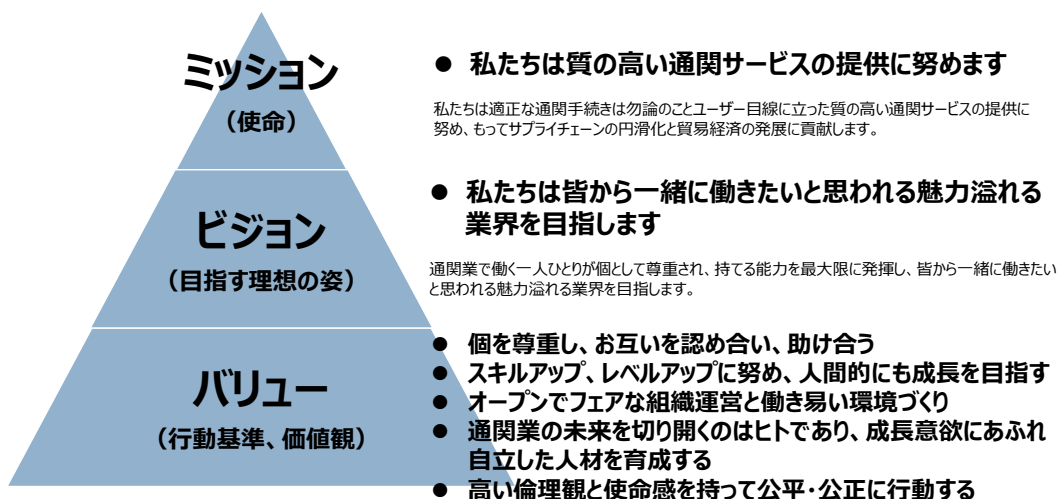 ミッション
（使命）
● 私たちは質の高い通関サービスの提供に努めます
私たちは適正な通関手続きは勿論のことユーザー目線に立った質の高い通関サービスの提供に
努め、もってサプライチェーンの円滑化と貿易経済の発展に貢献します。
ビジョン
（目指す理想の姿）
● 私たちは皆から一緒に働きたいと思われる魅力溢れる
業界を目指します
通関業で働く一人ひとりが個として尊重され、持てる能力を最大限に発揮し、皆から一緒に働きたい
と思われる魅力溢れる業界を目指します。
バリュー
（行動基準、価値観）
● 個を尊重し、お互いを認め合い、助け合う
● スキルアップ、レベルアップに努め、人間的にも成長を目指す
● オープンでフェアな組織運営と働き易い環境づくり
● 通関業の未来を切り開くのはヒトであり、成長意欲にあふれ
自立した人材を育成する
● 高い倫理観と使命感を持って公平・公正に行動する